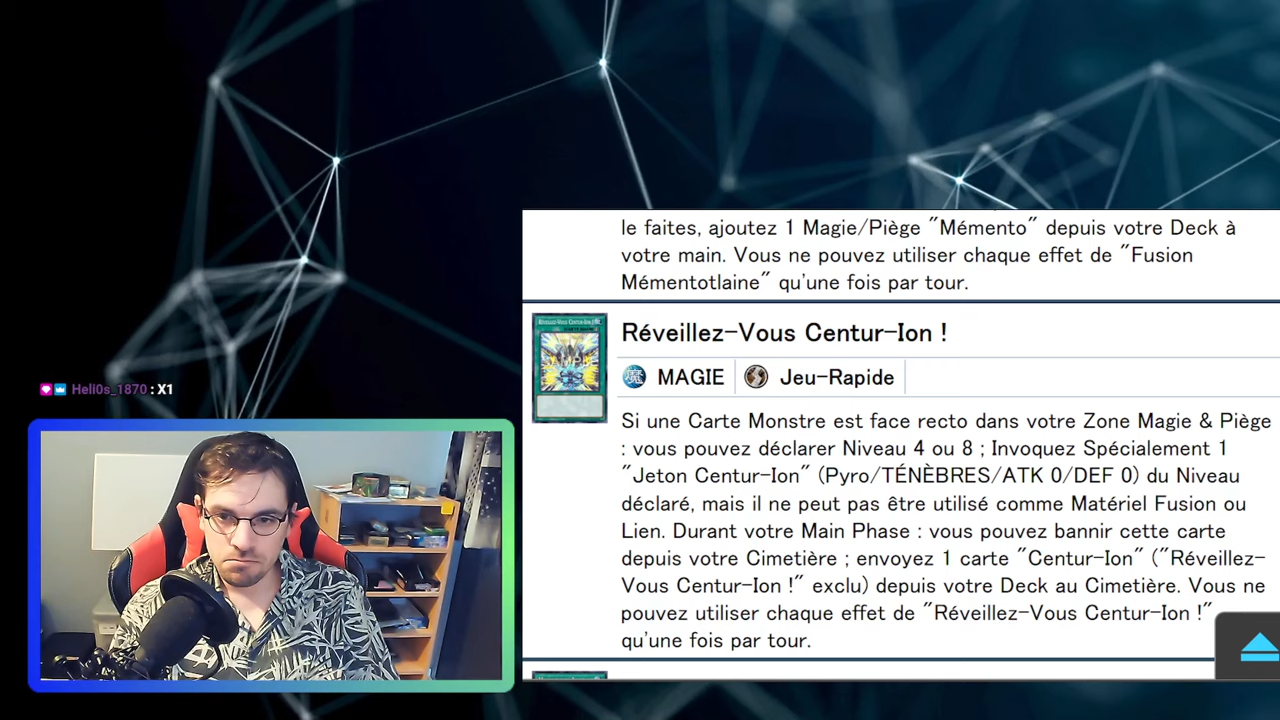 le faites, ajoutez 1 Magie/Piège "Mémento" depuis votre Deck à
votre main. Vous ne pouvez utiliser chaque effet de "Fusion
Mémentotlaine" qu'une fois par tour.
Réveillez-Vous Centur-Ion !
MAGIE
Jeu-Rapide
Si une Carte Monstre est face recto dans votre Zone Magie & Piège
: vous pouvez déclarer Niveau 4 ou 8 ; Invoquez Spécialement 1
"Jeton Centur-Ion" (Pyro/TÉNÈBRES/ATK 0/DEF 0) du Niveau
déclaré, mais il ne peut pas être utilisé comme Matériel Fusion ou
Lien. Durant votre Main Phase : vous pouvez bannir cette carte
depuis votre Cimetière ; envoyez 1 carte "Centur-Ion" ("Réveillez-
Vous Centur-Ion !" exclu) depuis votre Deck au Cimetière. Vous ne
pouvez utiliser chaque effet de "Réveillez-Vous Centur-Ion !"
qu'une fois par tour.
Heli0s_1870 : X1